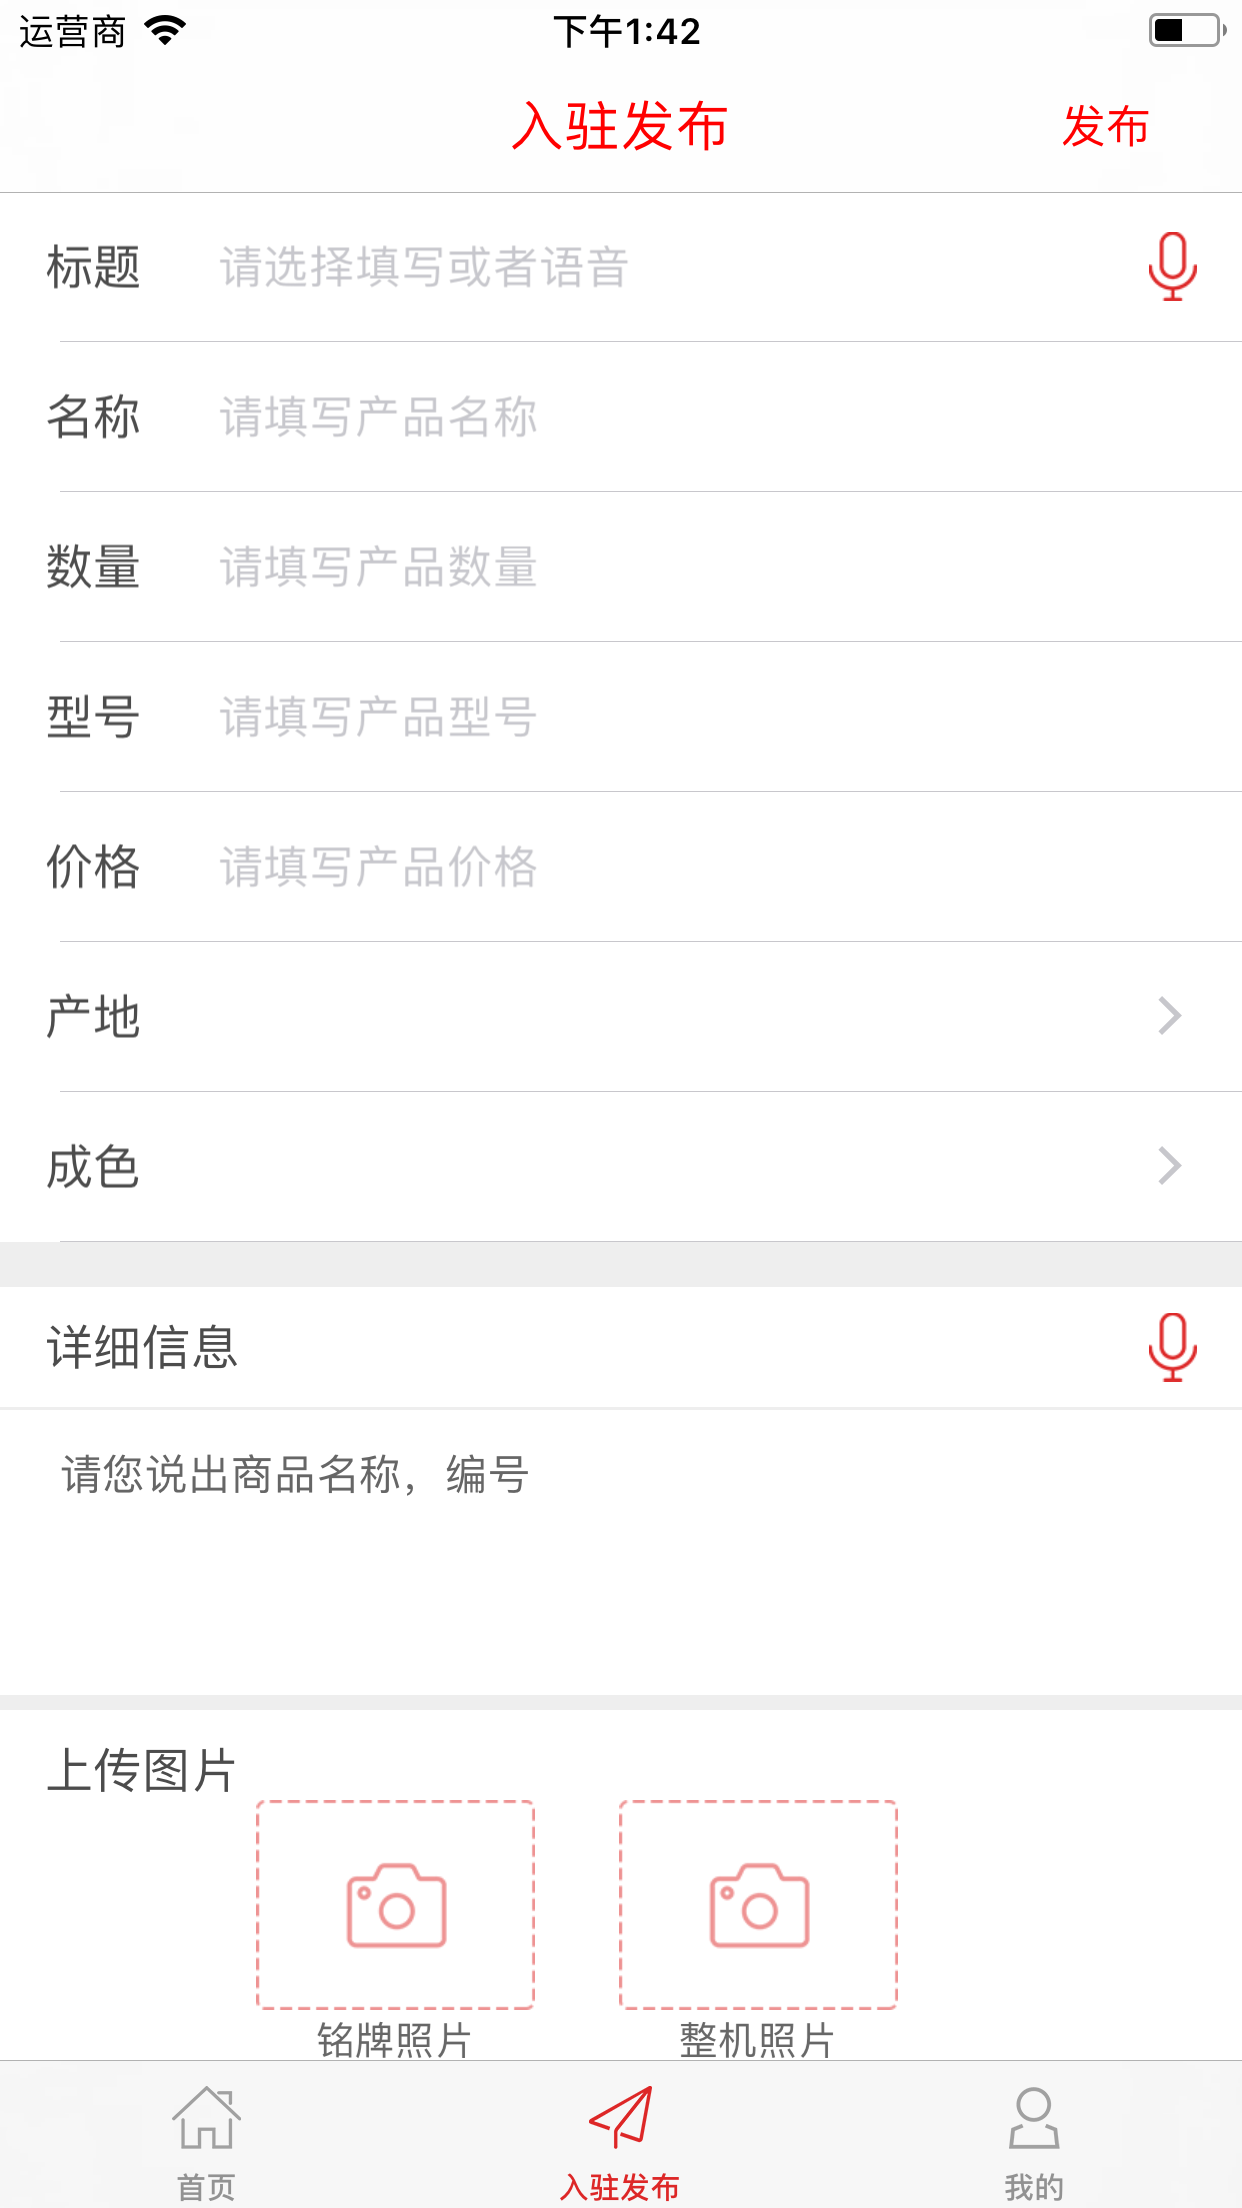 运营商 下午1:42
入驻发布 发布
标题 请选择填写或者语音
名称 请填写产品名称
数量 请填写产品数量
型号 请填写产品型号
价格 请填写产品价格
产地
成色
详细信息
请您说出商品名称，编号
上传图片
铭牌照片 整机照片
首页 入驻发布 我的